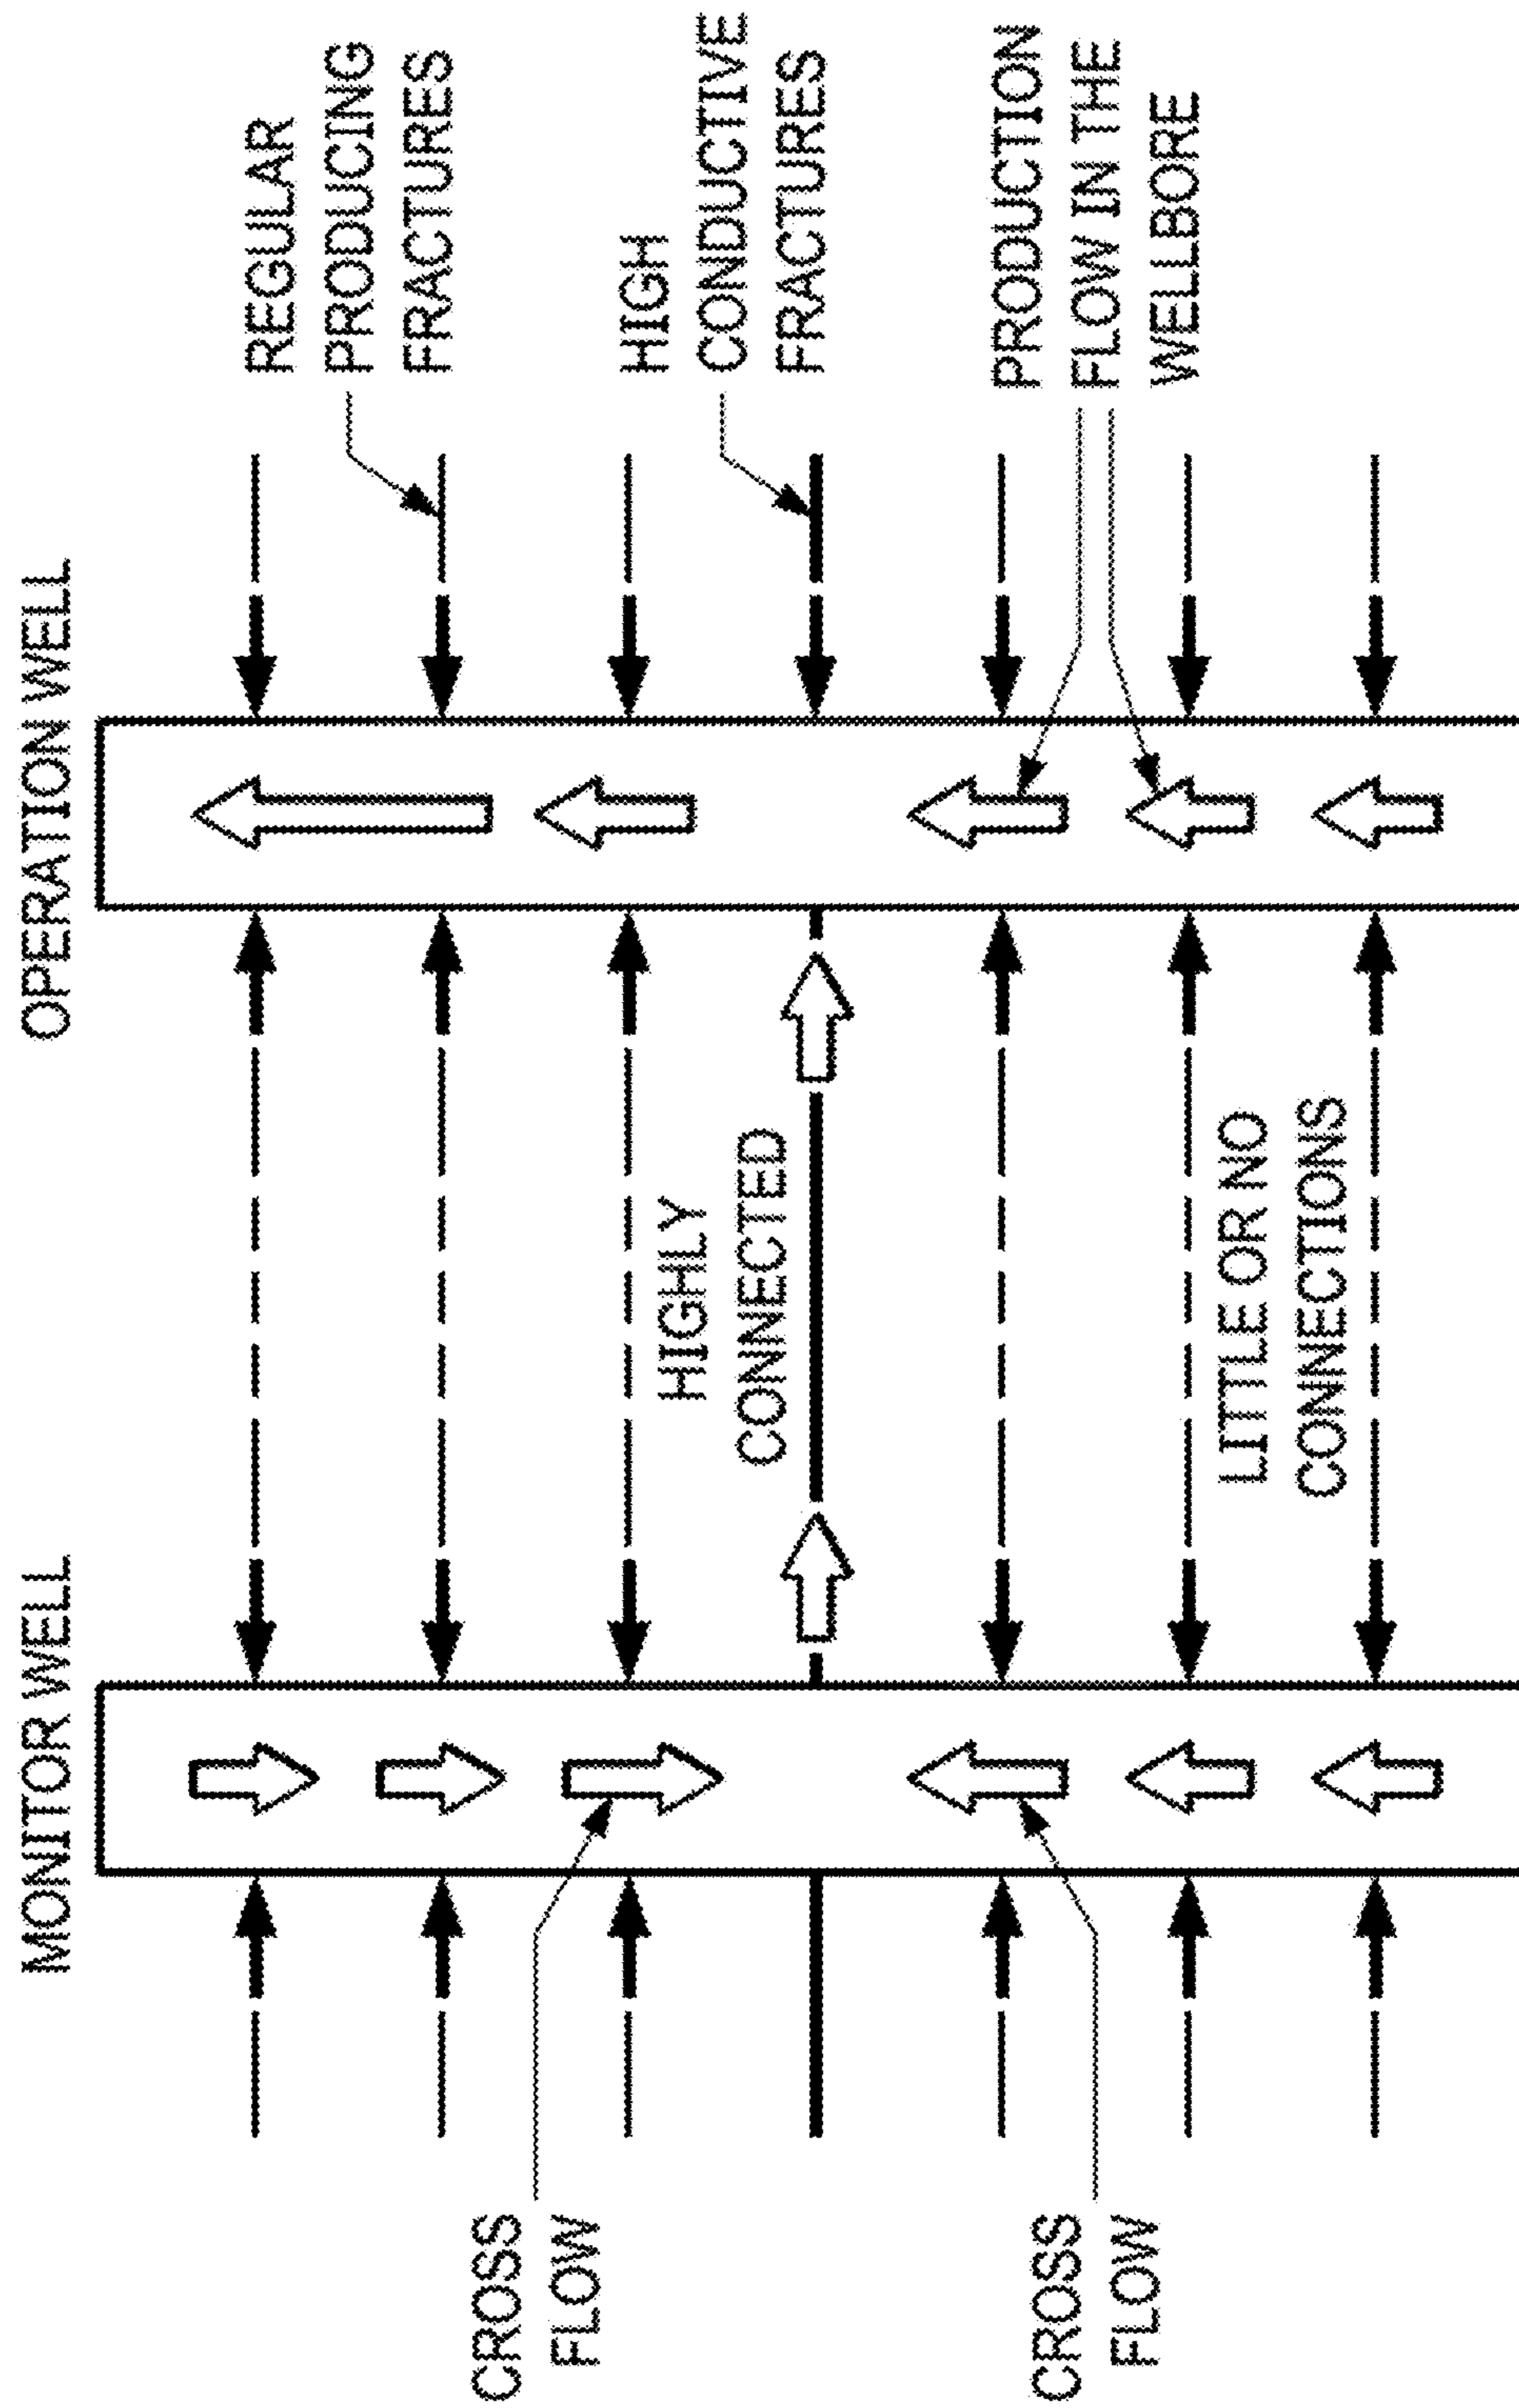 MONITOR WELL
OPERATION WELL
REGULAR
PRODUCING
FRACTURES
CROSS
FLOW
HIGHLY
CONNECTED
HIGH
CONDUCTIVE
FRACTURES
CROSS
FLOW
LITTLE OR NO
CONNECTIONS
PRODUCTION
FLOW IN THE
WELLBORE